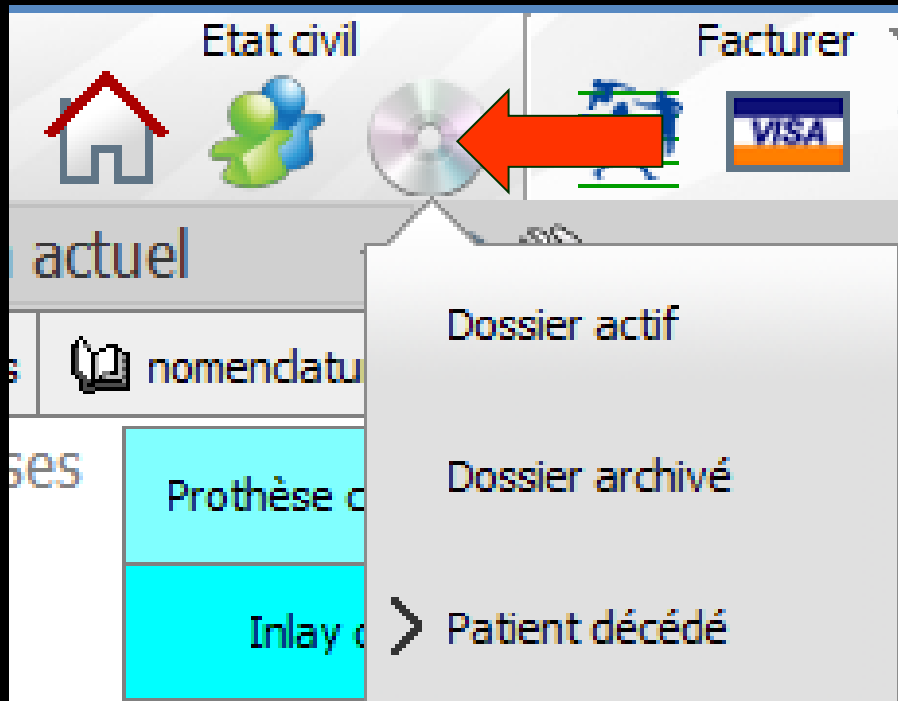 Etat civil
Facturer
VISA
actuel
nomendatu
Dossier actif
ses
Prothèse c
Dossier archivé
Inlay
Patient décédé